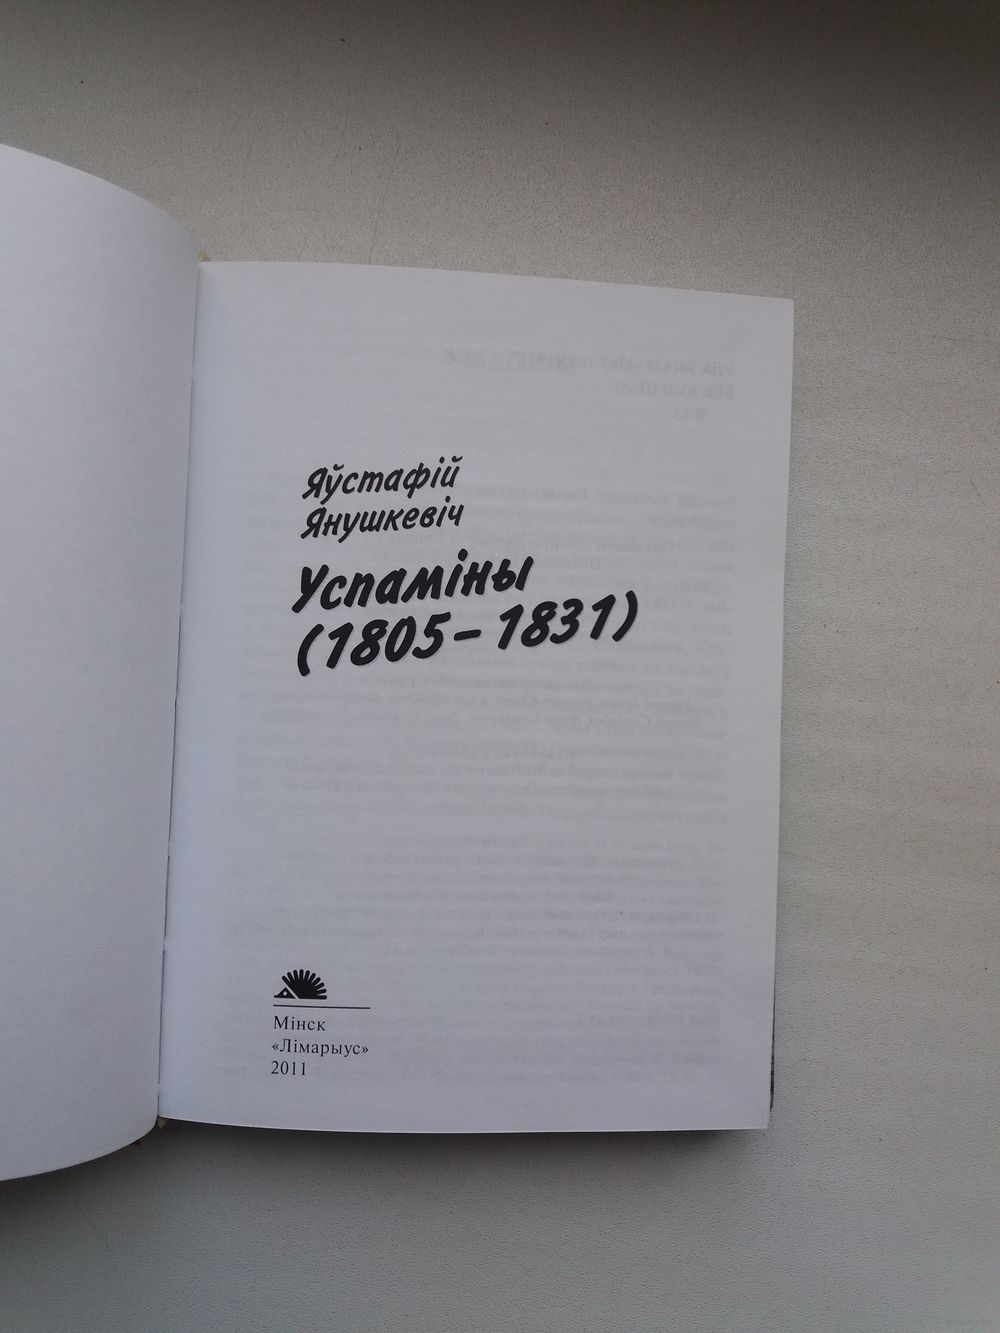 Яўстафій
Янушкевіч
Успаміны
(1805–1831)
Мінск
«Лімарыус»
2011